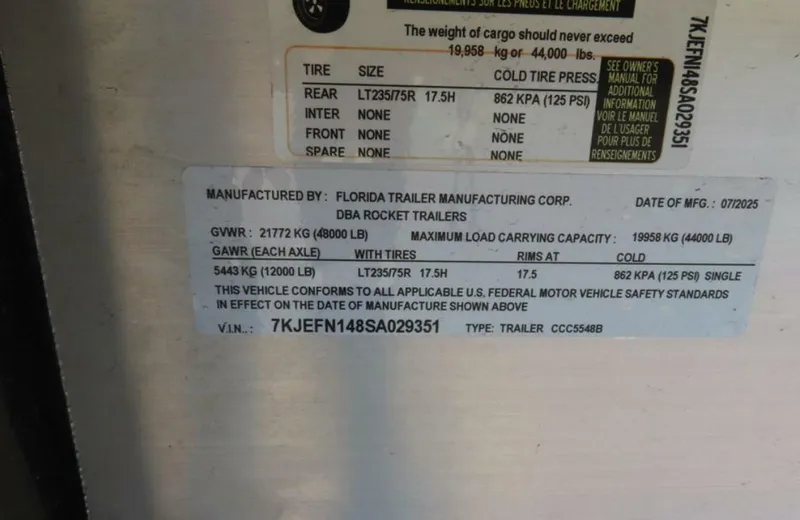 RENSEIGNEMENTS SUR LES PNEUS ET LE CHARGEMENT
The weight of cargo should never exceed
19,958 kg or 44,000 lbs.
TIRE SIZE COLD TIRE PRESS.
REAR LT235/75R 17.5H 862 KPA (125 PSI)
INTER NONE NONE
FRONT NONE NONE
SPARE NONE NONE
SEE OWNER'S
MANUAL FOR
ADDITIONAL
INFORMATION
VOIR LE MANUEL
DE L'USAGER
POUR PLUS DE
RENSEIGNEMENTS
7KJEFN148SA029351
MANUFACTURED BY : FLORIDA TRAILER MANUFACTURING CORP. DATE OF MFG. : 07/2025
DBA ROCKET TRAILERS
GVWR : 21772 KG (48000 LB) MAXIMUM LOAD CARRYING CAPACITY : 19958 KG (44000 LB)
GAWR (EACH AXLE) WITH TIRES RIMS AT COLD
5443 KG (12000 LB) LT235/75R 17.5H 17.5 862 KPA (125 PSI) SINGLE
THIS VEHICLE CONFORMS TO ALL APPLICABLE U.S. FEDERAL MOTOR VEHICLE SAFETY STANDARDS
IN EFFECT ON THE DATE OF MANUFACTURE SHOWN ABOVE
V.I.N.. : 7KJEFN148SA029351 TYPE: TRAILER CCC5548B